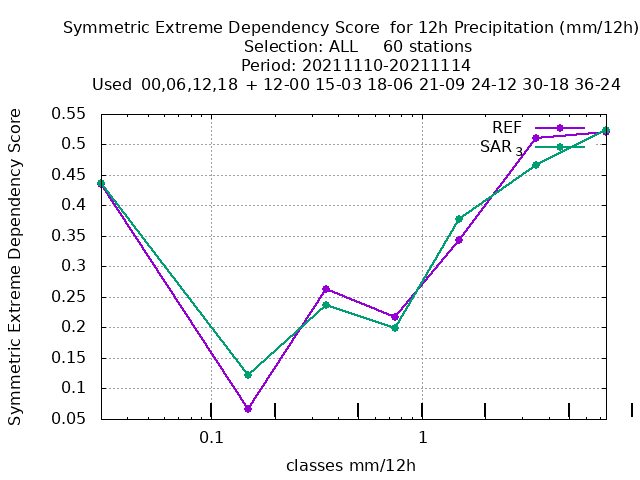 Symmetric Extreme Dependency Score  for 12h Precipitation (mm/12h)
Selection: ALL     60 stations
Period: 20211110-20211114
Used  00,06,12,18  + 12-00 15-03 18-06 21-09 24-12 30-18 36-24
Symmetric Extreme Dependency Score
0.55
0.5
0.45
0.4
0.35
0.3
0.25
0.2
0.15
0.1
0.05
REF
SAR 3
0.1
1
classes mm/12h